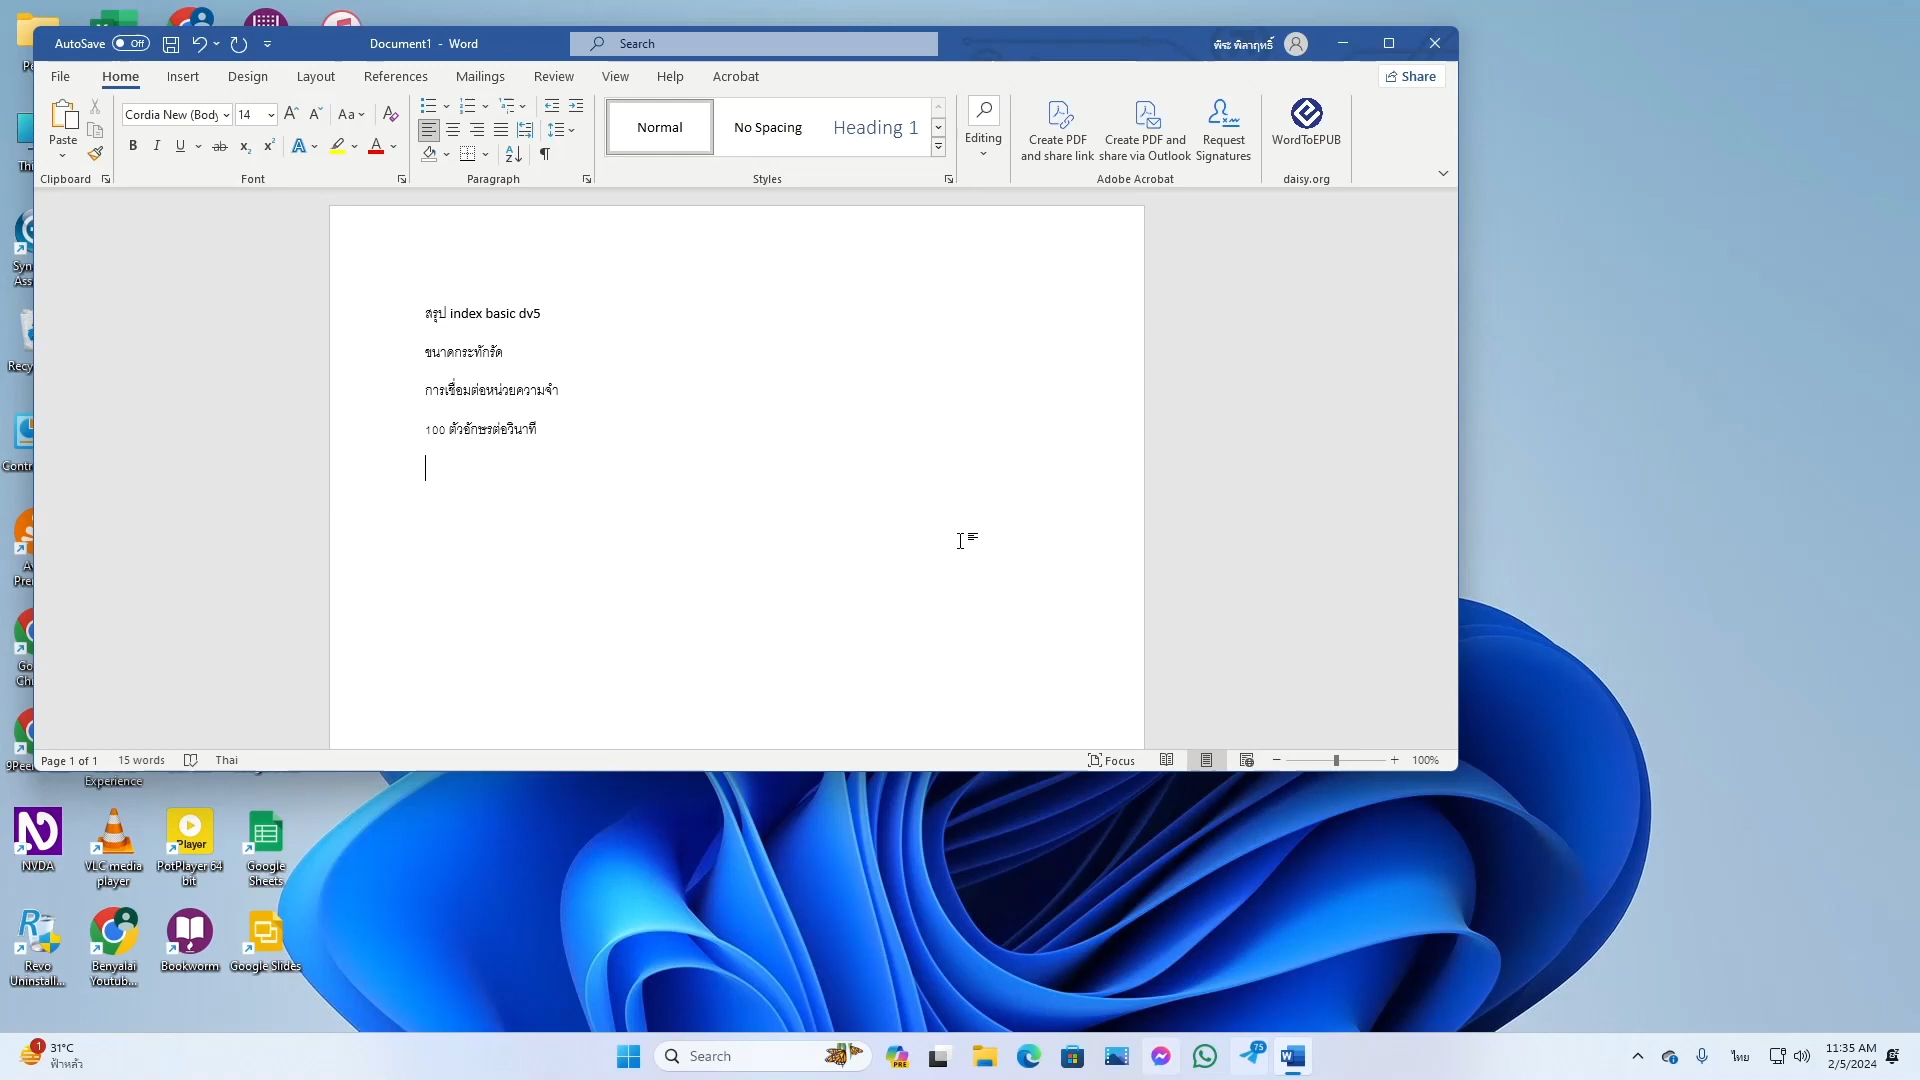 AutoSave Off Document1 - Word Search พีระ พิลาฤทธิ์
File Home Insert Design Layout References Mailings Review View Help Acrobat Share
Paste Cordia New (Body 14 Aa
Normal No Spacing Heading 1
Editing
Create PDF and share link
Create PDF and share via Outlook
Request Signatures
WordToEPUB
Clipboard Font Paragraph Styles Adobe Acrobat daisy.org
สรุป index basic dv5
ขนาดกระทักรัด
การเชื่อมต่อหน่วยความจำ
100 ตัวอักษรต่อวินาที
Page 1 of 1 15 words Thai Focus 100%
Experience
NVDA
VLC media player
PotPlayer 64 bit
Google Sheets
Revo Uninstall...
Benyalai Youtub...
Bookworm
Google Slides
1
31°C
ฟ้าหลัว
Search
PRE
75
ไทย
11:35 AM
2/5/2024